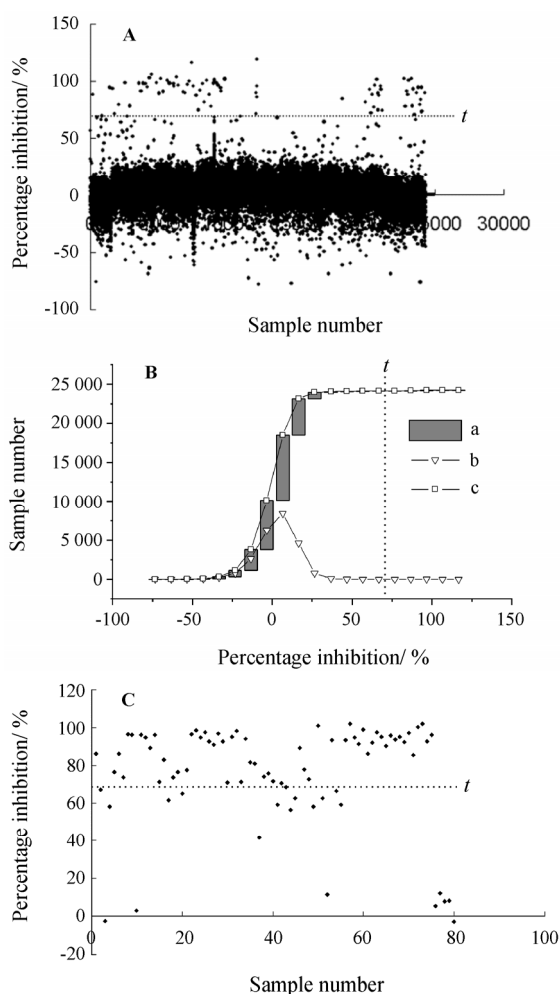 A
150
100
50
0
-50
-100
t
30000
Percentage inhibition/ %
Sample number
B
t
25 000
20 000
15 000
10 000
5 000
0
a
b
c
Sample number
-100 -50 0 50 100 150
Percentage inhibition/ %
C
120
100
80
60
40
20
0
-20
t
Percentage inhibition/ %
0 20 40 60 80 100
Sample number